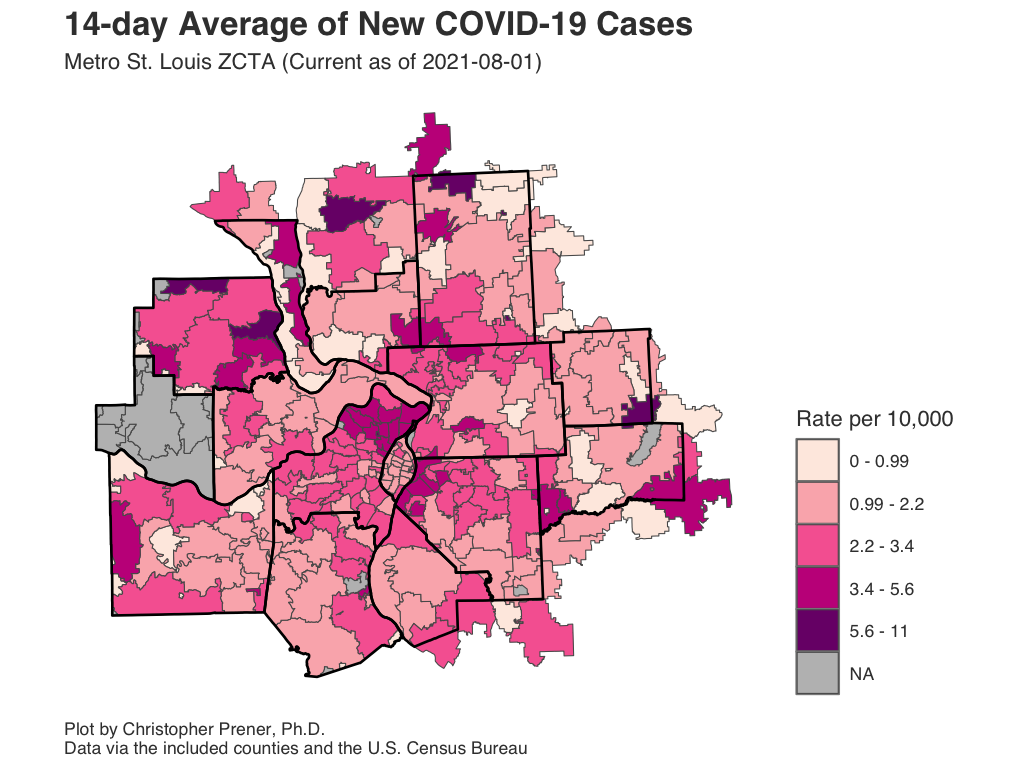 14-day Average of New COVID-19 Cases
Metro St. Louis ZCTA (Current as of 2021-08-01)
Rate per 10,000
0 - 0.99
0.99 - 2.2
2.2 - 3.4
3.4 - 5.6
5.6 - 11
NA
Plot by Christopher Prener, Ph.D.
Data via the included counties and the U.S. Census Bureau